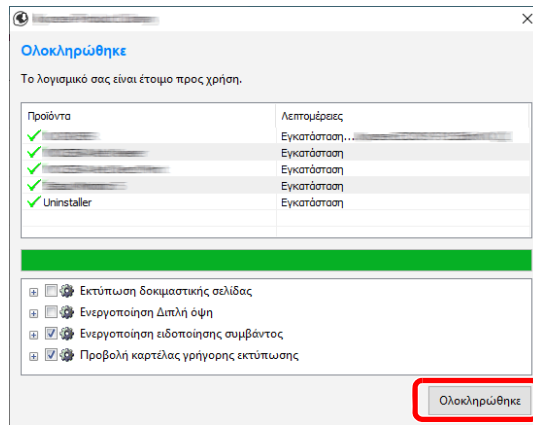 Ολοκληρώθηκε
Το λογισμικό σας είναι έτοιμο προς χρήση.
Προϊόντα Λεπτομέρειες
Εγκατάσταση...
Εγκατάσταση
Εγκατάσταση
Εγκατάσταση
Uninstaller Εγκατάσταση
Εκτύπωση δοκιμαστικής σελίδας
Ενεργοποίηση Διπλή όψη
Ενεργοποίηση ειδοποίησης συμβάντος
Προβολή καρτέλας γρήγορης εκτύπωσης
Ολοκληρώθηκε